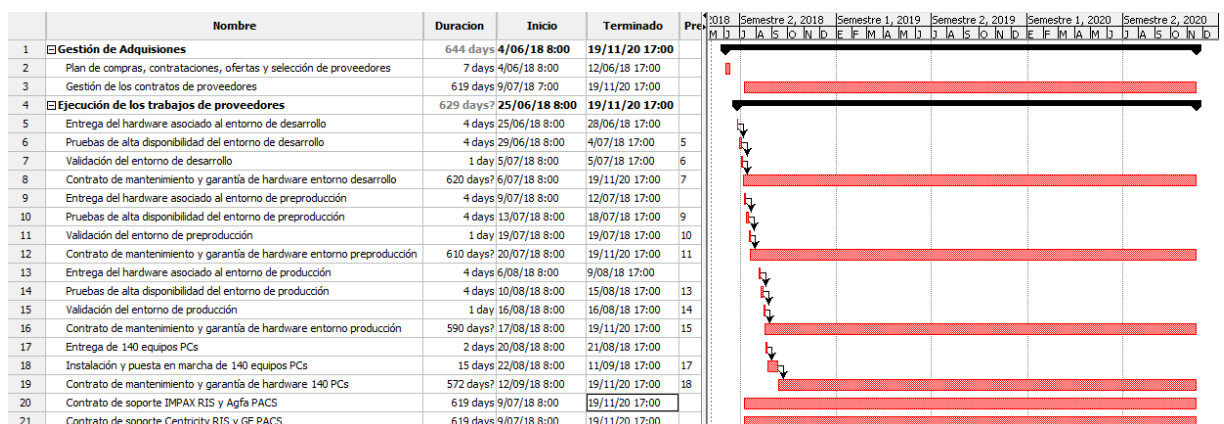 Nombre Duracion Inicio Terminado Pre 2018 Semestre 2, 2018 Semestre 1, 2019 Semestre 2, 2019 Semestre 1, 2020 Semestre 2, 2020
M J J A S O N D E F M A M J J A S O N D E F M A M J J A S O N D
1 Gestión de Adquisiones 644 days 4/06/18 8:00 19/11/20 17:00
2 Plan de compras, contrataciones, ofertas y selección de proveedores 7 days 4/06/18 8:00 12/06/18 17:00
3 Gestión de los contratos de proveedores 619 days 9/07/18 7:00 19/11/20 17:00
4 Ejecución de los trabajos de proveedores 629 days? 25/06/18 8:00 19/11/20 17:00
5 Entrega del hardware asociado al entorno de desarrollo 4 days 25/06/18 8:00 28/06/18 17:00
6 Pruebas de alta disponibilidad del entorno de desarrollo 4 days 29/06/18 8:00 4/07/18 17:00 5
7 Validación del entorno de desarrollo 1 day 5/07/18 8:00 5/07/18 17:00 6
8 Contrato de mantenimiento y garantía de hardware entorno desarrollo 620 days? 6/07/18 8:00 19/11/20 17:00 7
9 Entrega del hardware asociado al entorno de preproducción 4 days 9/07/18 8:00 12/07/18 17:00
10 Pruebas de alta disponibilidad del entorno de preproducción 4 days 13/07/18 8:00 18/07/18 17:00 9
11 Validación del entorno de preproducción 1 day 19/07/18 8:00 19/07/18 17:00 10
12 Contrato de mantenimiento y garantía de hardware entorno preproducción 610 days? 20/07/18 8:00 19/11/20 17:00 11
13 Entrega del hardware asociado al entorno de producción 4 days 6/08/18 8:00 9/08/18 17:00
14 Pruebas de alta disponibilidad del entorno de producción 4 days 10/08/18 8:00 15/08/18 17:00 13
15 Validación del entorno de producción 1 day 16/08/18 8:00 16/08/18 17:00 14
16 Contrato de mantenimiento y garantía de hardware entorno producción 590 days? 17/08/18 8:00 19/11/20 17:00 15
17 Entrega de 140 equipos PCs 2 days 20/08/18 8:00 21/08/18 17:00
18 Instalación y puesta en marcha de 140 equipos PCs 15 days 22/08/18 8:00 11/09/18 17:00 17
19 Contrato de mantenimiento y garantía de hardware 140 PCs 572 days? 12/09/18 8:00 19/11/20 17:00 18
20 Contrato de soporte IMPAX RIS y Agfa PACS 619 days 9/07/18 8:00 19/11/20 17:00
21 Contrato de soporte Centricity RIS y GE PACS 619 days 9/07/18 8:00 19/11/20 17:00